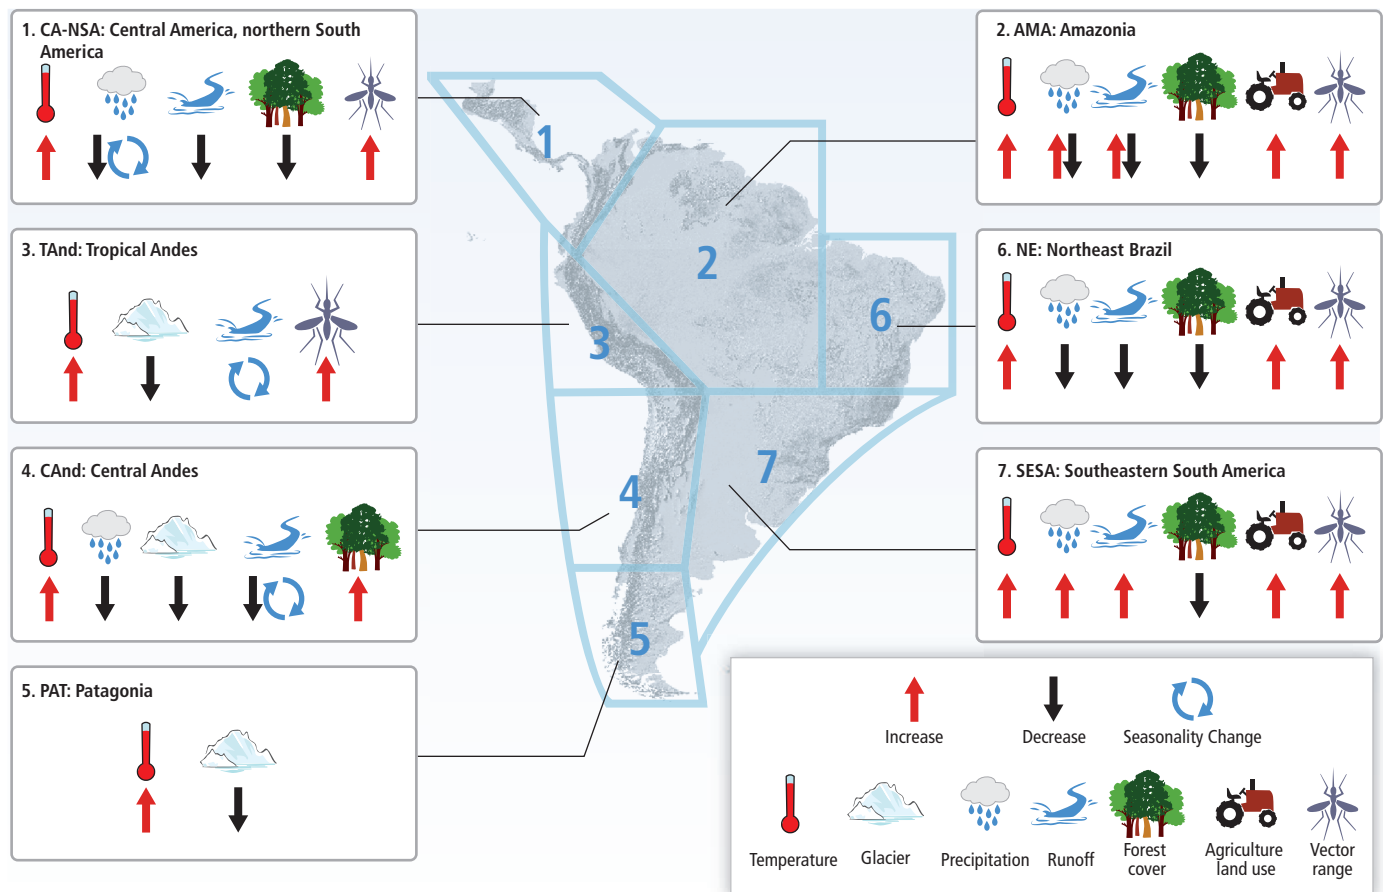 1. CA-NSA: Central America, northern South
America
2. AMA: Amazonia
3. TAnd: Tropical Andes
6. NE: Northeast Brazil
4. CAnd: Central Andes
7. SESA: Southeastern South America
5. PAT: Patagonia
1
2
3
6
4
7
5
Increase
Decrease
Seasonality Change
Temperature
Glacier
Precipitation
Runoff
Forest
cover
Agriculture
land use
Vector
range